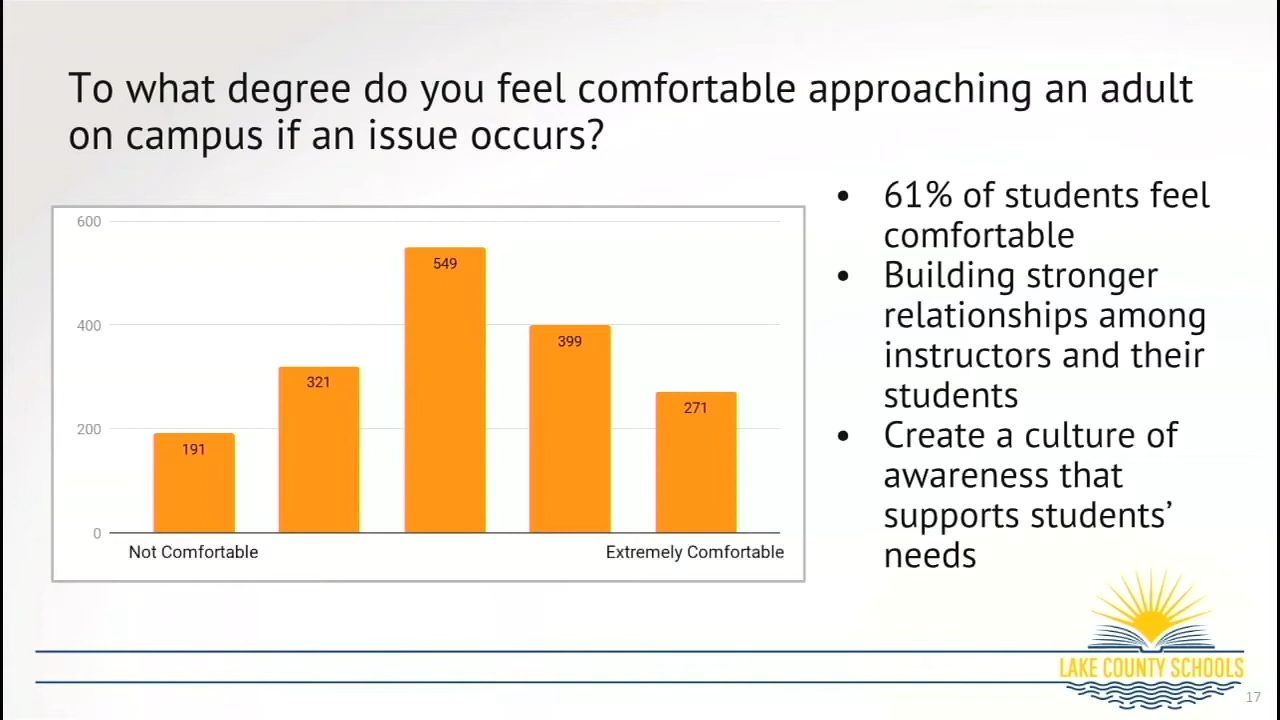 To what degree do you feel comfortable approaching an adult
on campus if an issue occurs?
600
400
200
0
191
321
549
399
271
Not Comfortable
Extremely Comfortable
• 61% of students feel
comfortable
• Building stronger
relationships among
instructors and their
students
• Create a culture of
awareness that
supports students’
needs
LAKE COUNTY SCHOOLS
17